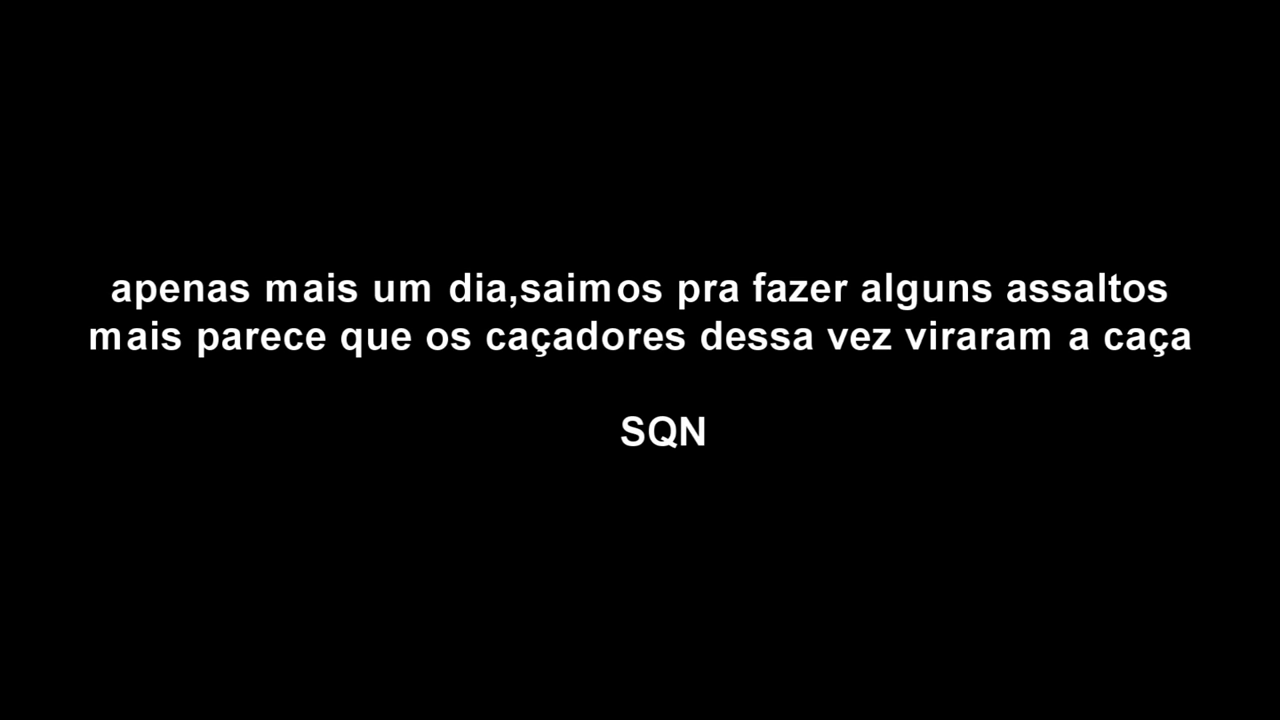 apenas mais um dia,saimos pra fazer alguns assaltos
mais parece que os caçadores dessa vez viraram a caça
SQN